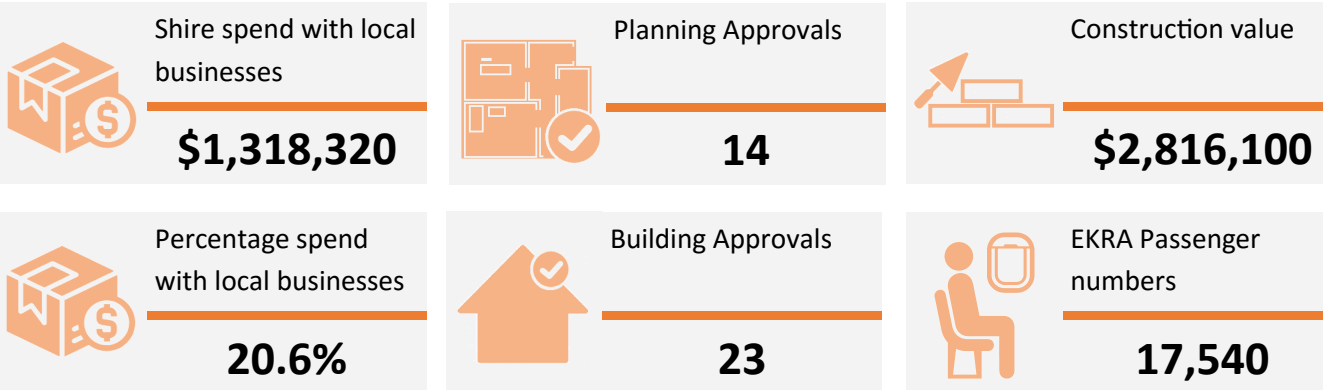 Shire spend with local
businesses
$1,318,320
Planning Approvals
14
Construction value
$2,816,100
Percentage spend
with local businesses
20.6%
Building Approvals
23
EKRA Passenger
numbers
17,540